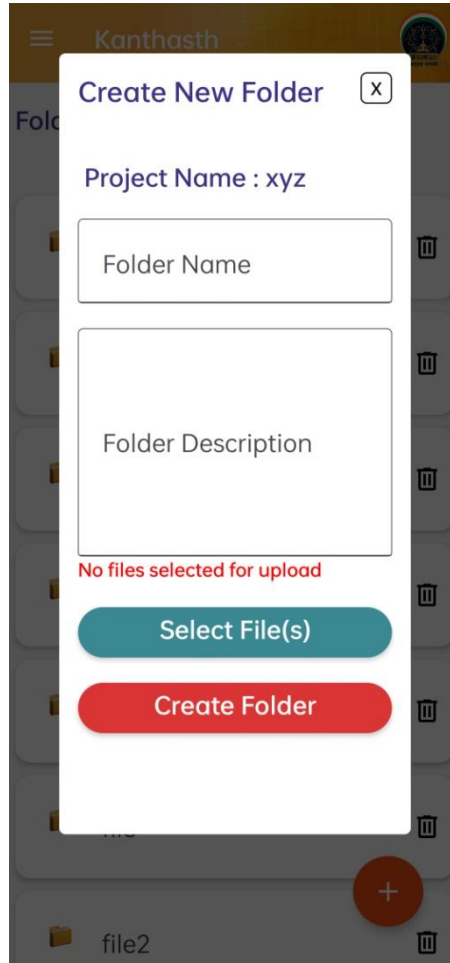 Kanthasth
Create New Folder
X
Project Name : xyz
Folder Name
Folder Description
No files selected for upload
Select File(s)
Create Folder
file2